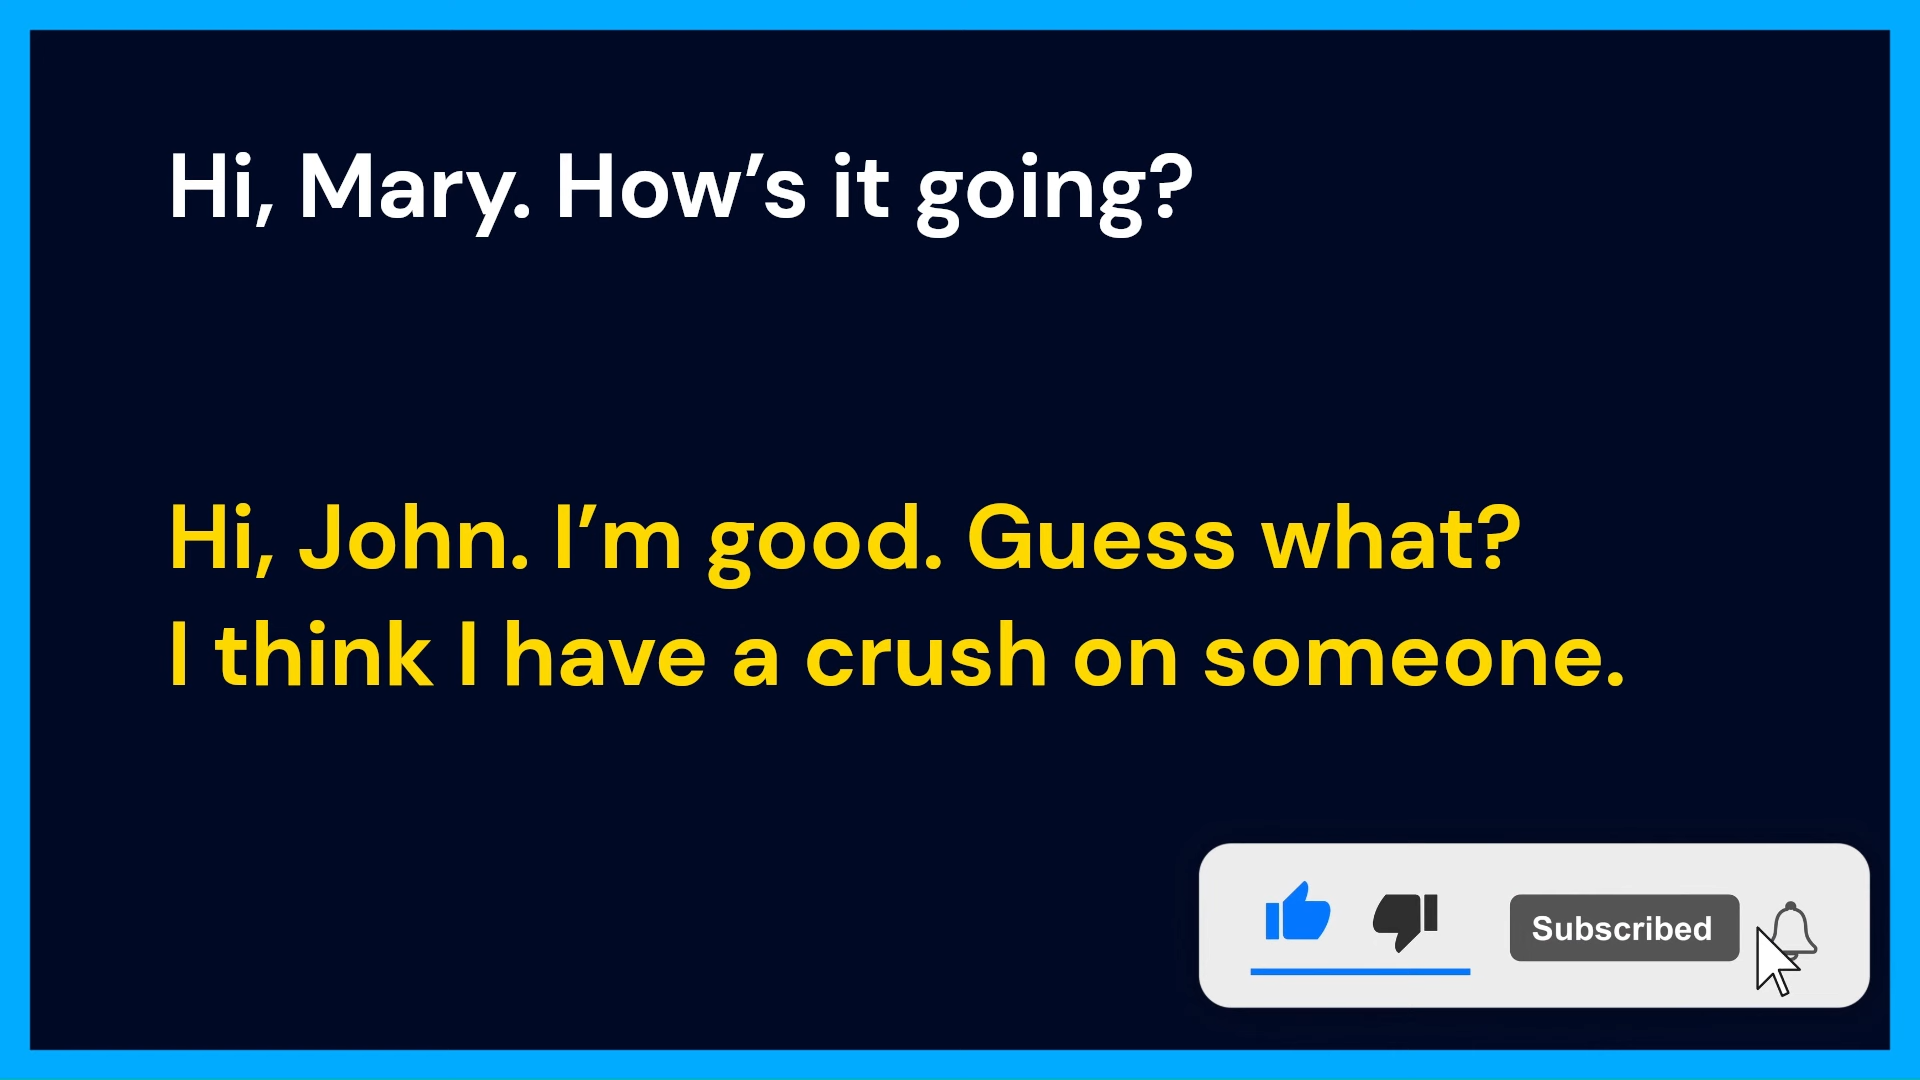 Hi, Mary. How’s it going?
Hi, John. I’m good. Guess what?
I think I have a crush on someone.
Subscribed